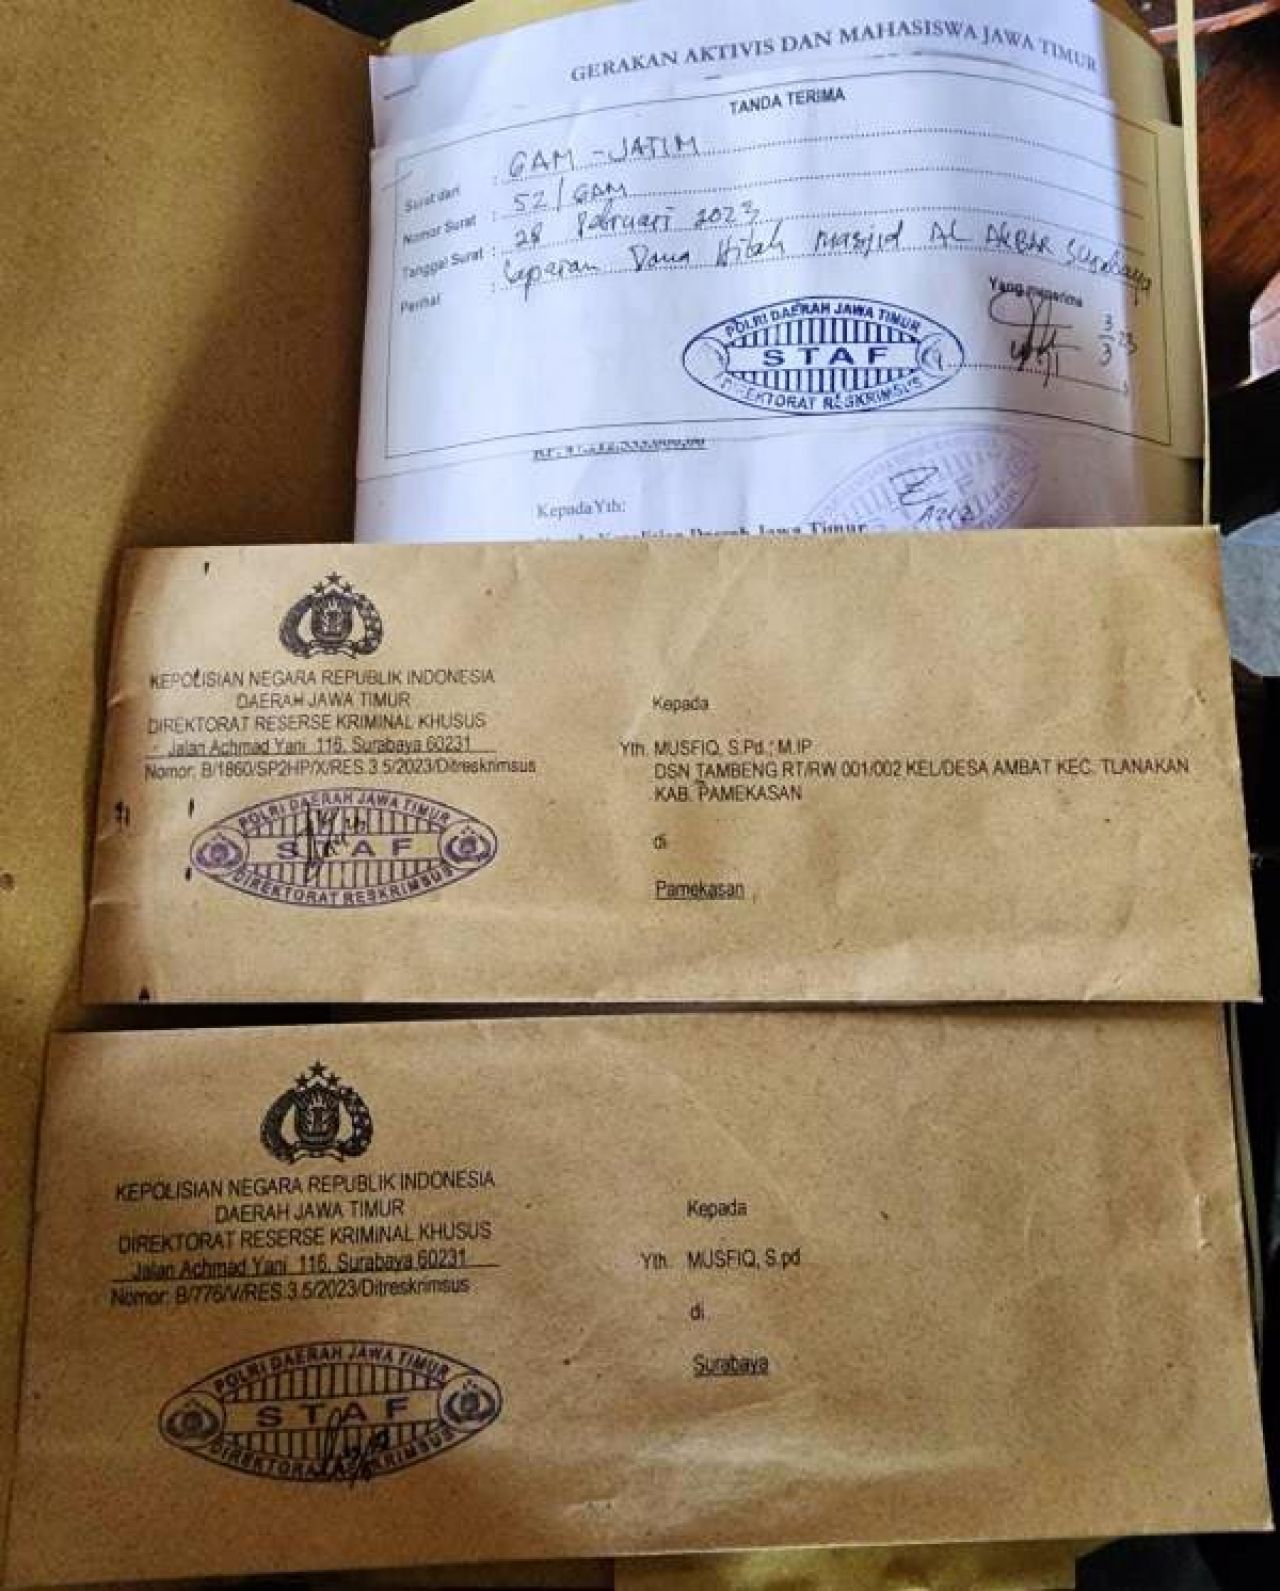 GERAKAN AKTIVIS DAN MAHASISWA JAWA TIMUR
TANDA TERIMA
Surat dari : GAM - JATIM
Nomor Surat : 52 / GAM
Tanggal Surat : 28 Februari 2023
Perihal : Laporan Dana Hibah Masjid AL AKBAR Surabaya
Yang menerima
3/3 23
POLRI DAERAH JAWA TIMUR
STAF
DIREKTORAT RESKRIMSUS
Kepada Yth:
Kepolisian Daerah Jawa Timur
KEPOLISIAN NEGARA REPUBLIK INDONESIA
DAERAH JAWA TIMUR
DIREKTORAT RESERSE KRIMINAL KHUSUS
Jalan Achmad Yani 116, Surabaya 60231
Nomor: B/1860/SP2HP/X/RES.3.5/2023/Ditreskrimsus
POLRI DAERAH JAWA TIMUR
STAF
DIREKTORAT RESKRIMSUS
Kepada
Yth. MUSFIQ, S.Pd., M.IP
DSN TAMBENG RT/RW 001/002 KEL/DESA AMBAT KEC. TLANAKAN
KAB. PAMEKASAN
di
Pamekasan
KEPOLISIAN NEGARA REPUBLIK INDONESIA
DAERAH JAWA TIMUR
DIREKTORAT RESERSE KRIMINAL KHUSUS
Jalan Achmad Yani 116, Surabaya 60231
Nomor: B/776/V/RES.3.5/2023/Ditreskrimsus
POLRI DAERAH JAWA TIMUR
STAF
DIREKTORAT RESKRIMSUS
Kepada
Yth. MUSFIQ, S.pd
di
Surabaya